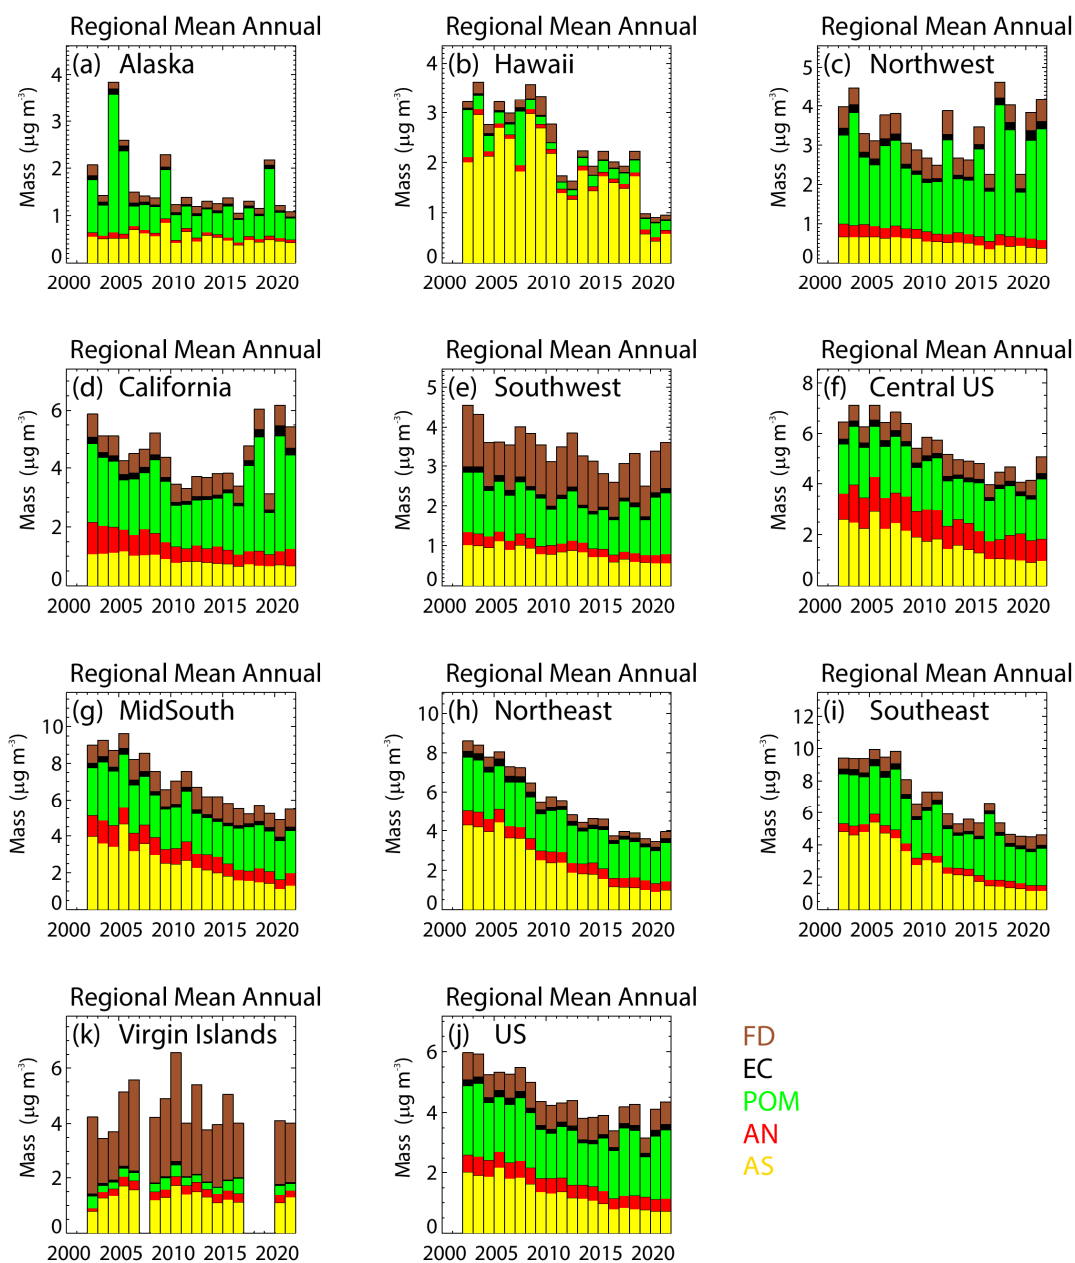 Regional Mean Annual
(a) Alaska
Mass (μg m-3)
4
3
2
1
0
2000 2005 2010 2015 2020
Regional Mean Annual
(b) Hawaii
Mass (μg m-3)
4
3
2
1
0
2000 2005 2010 2015 2020
Regional Mean Annual
(c) Northwest
Mass (μg m-3)
5
4
3
2
1
0
2000 2005 2010 2015 2020
Regional Mean Annual
(d) California
Mass (μg m-3)
6
4
2
0
2000 2005 2010 2015 2020
Regional Mean Annual
(e) Southwest
Mass (μg m-3)
5
4
3
2
1
0
2000 2005 2010 2015 2020
Regional Mean Annual
(f) Central US
Mass (μg m-3)
8
6
4
2
0
2000 2005 2010 2015 2020
Regional Mean Annual
(g) MidSouth
Mass (μg m-3)
10
8
6
4
2
0
2000 2005 2010 2015 2020
Regional Mean Annual
(h) Northeast
Mass (μg m-3)
10
8
6
4
2
0
2000 2005 2010 2015 2020
Regional Mean Annual
(i) Southeast
Mass (μg m-3)
12
10
8
6
4
2
0
2000 2005 2010 2015 2020
Regional Mean Annual
(k) Virgin Islands
Mass (μg m-3)
6
4
2
0
2000 2005 2010 2015 2020
Regional Mean Annual
(j) US
Mass (μg m-3)
6
4
2
0
2000 2005 2010 2015 2020
FD
EC
POM
AN
AS